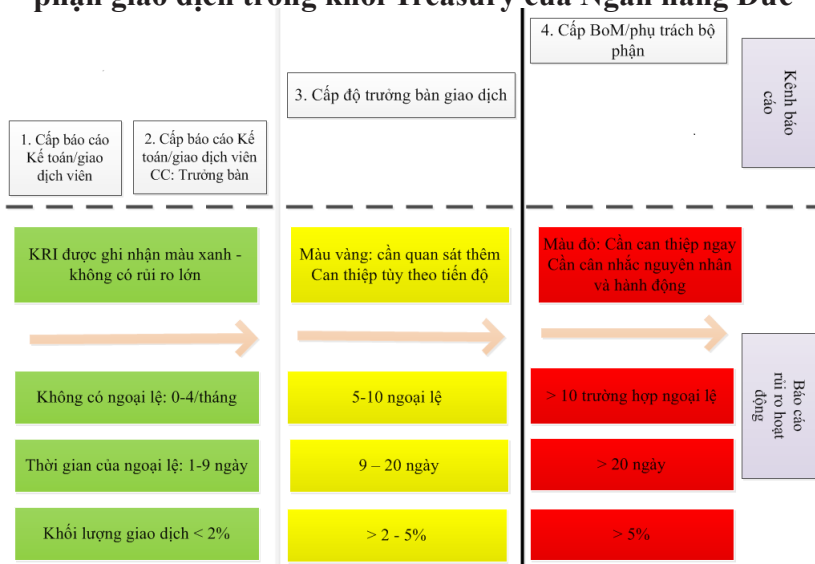 phận giao dịch trong khối Treasury của Ngân hàng Đức
4. Cấp BoM/phụ trách bộ
phận
3. Cấp độ trưởng bàn giao dịch
Kênh báo
cáo
1. Cấp báo cáo
Kế toán/giao
dịch viên
2. Cấp báo cáo Kế
toán/giao dịch viên
CC: Trưởng bàn
KRI được ghi nhận màu xanh -
không có rủi ro lớn
Màu vàng: cần quan sát thêm
Can thiệp tùy theo tiến độ
Màu đỏ: Cần can thiệp ngay
Cần cân nhắc nguyên nhân
và hành động
Báo cáo
rủi ro hoạt
động
Không có ngoại lệ: 0-4/tháng
5-10 ngoại lệ
> 10 trường hợp ngoại lệ
Thời gian của ngoại lệ: 1-9 ngày
9 – 20 ngày
> 20 ngày
Khối lượng giao dịch < 2%
> 2 - 5%
> 5%